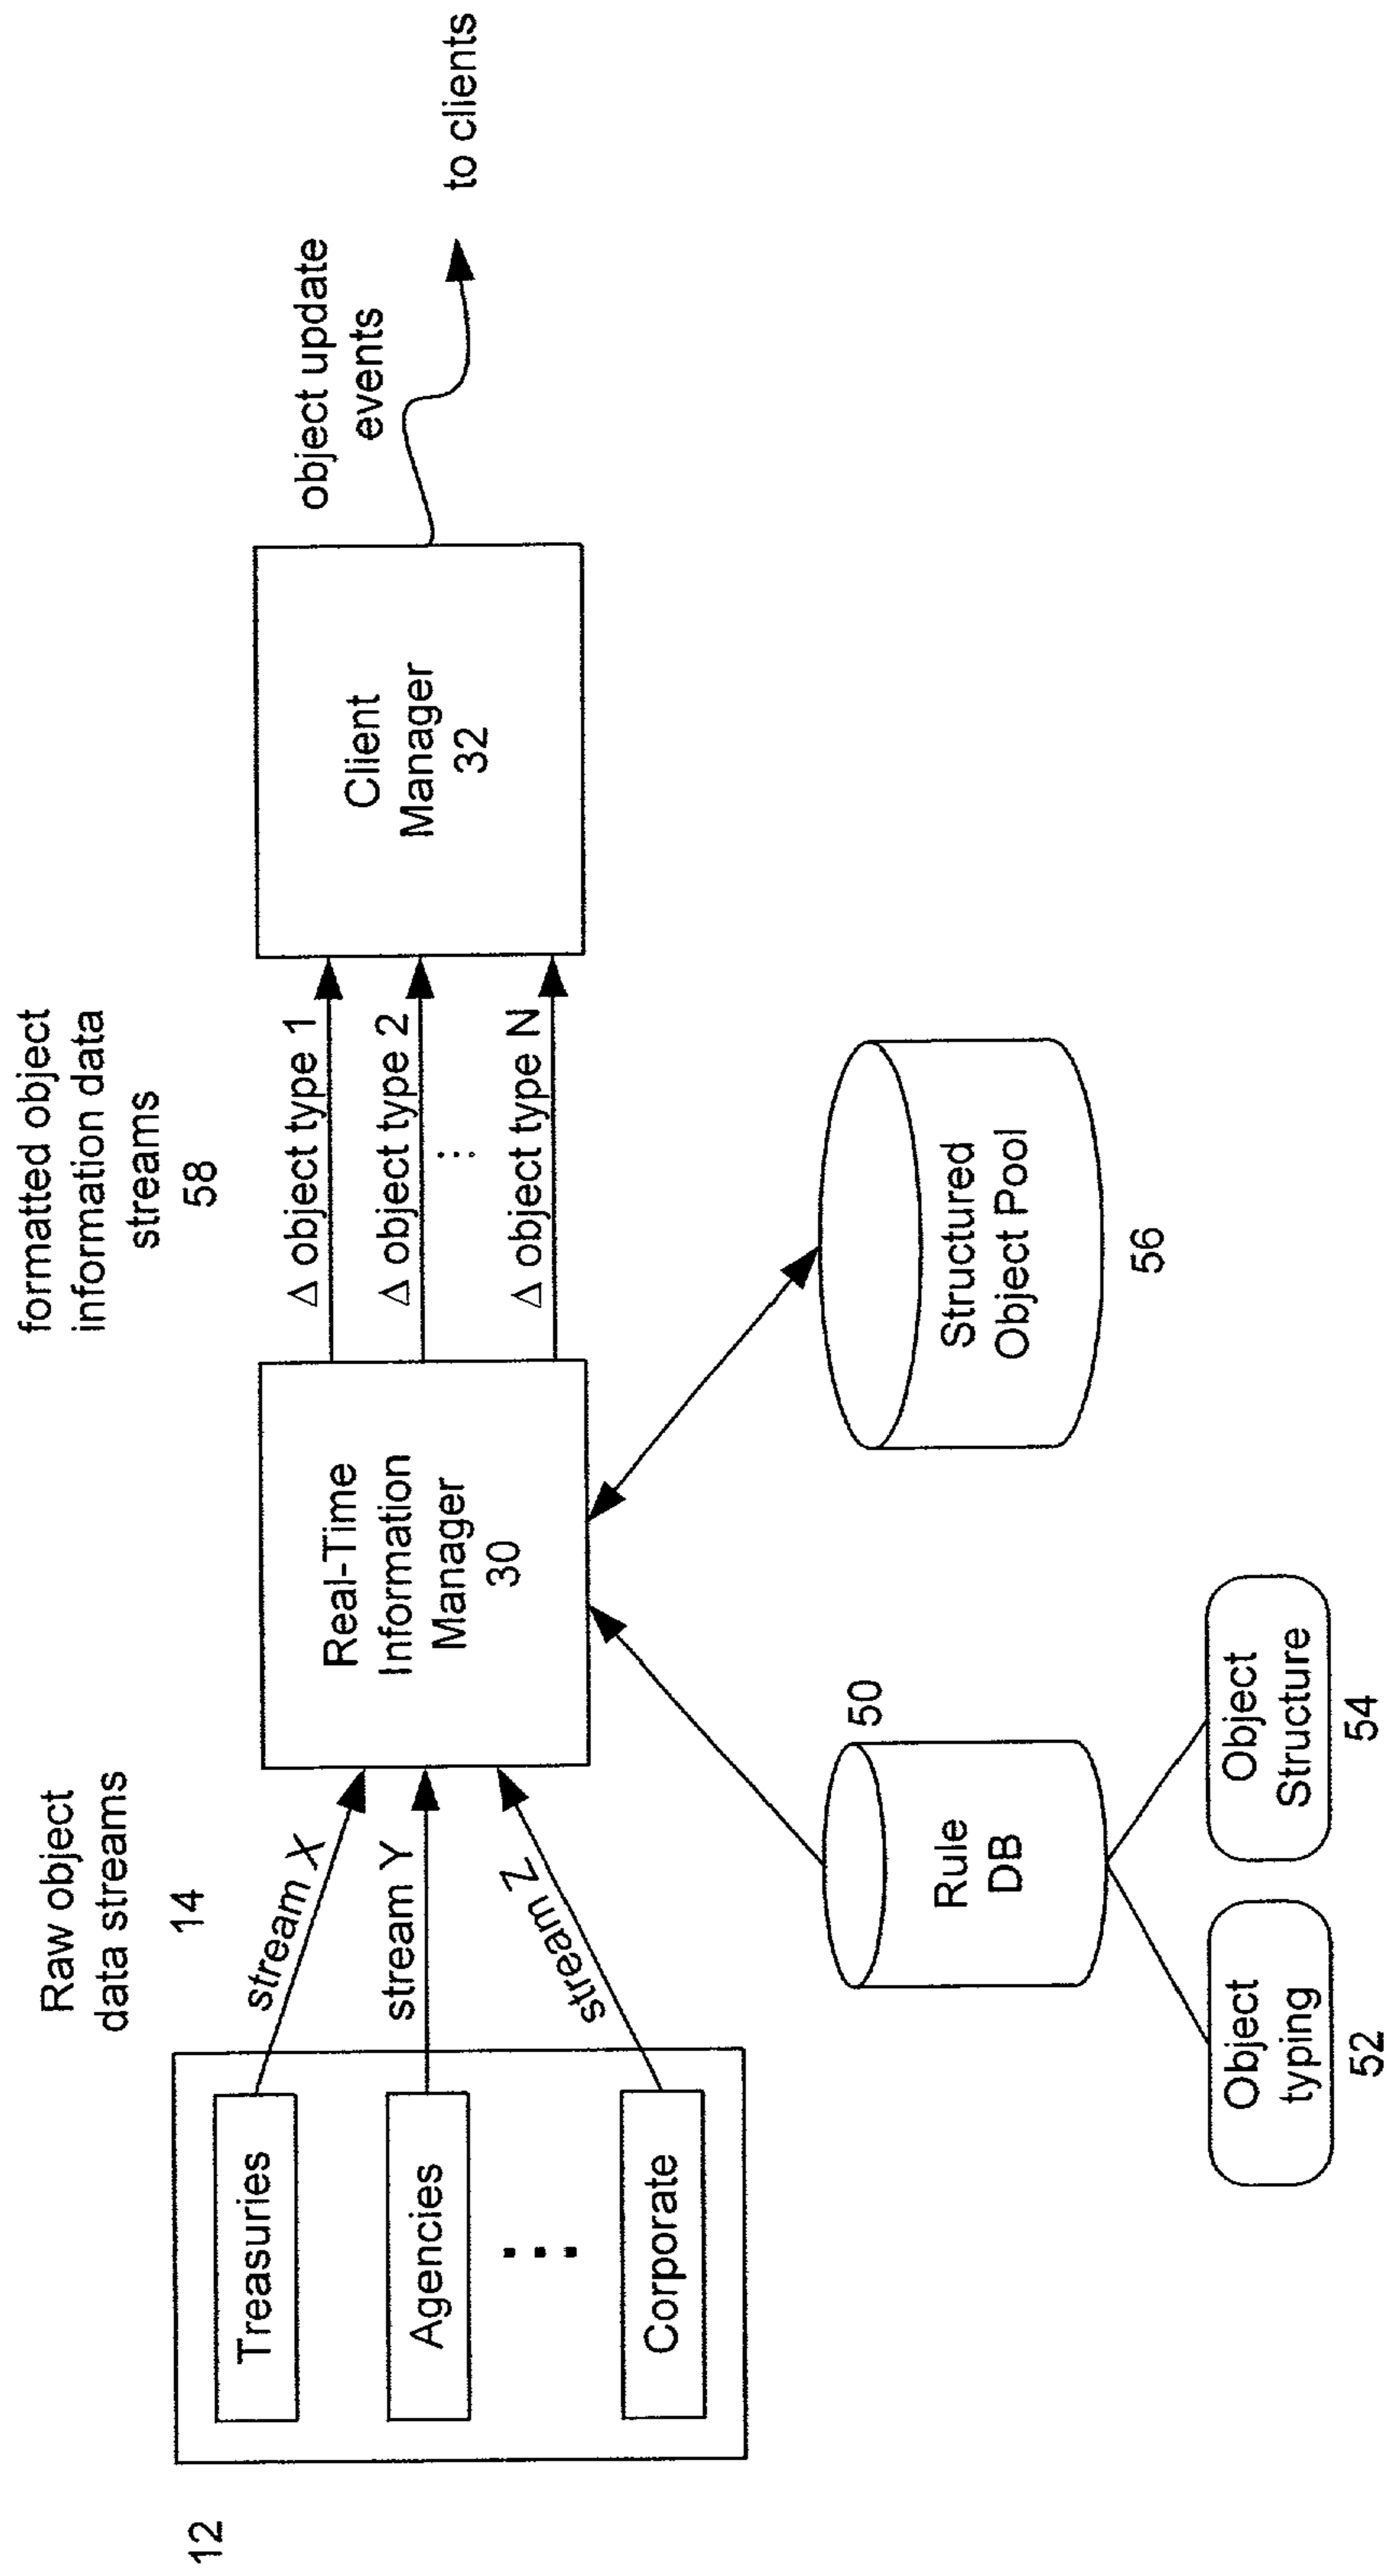 12
Treasuries
Agencies
Corporate
Raw object
data streams
14
stream X
stream Y
stream Z
Real-Time
Information
Manager
30
formatted object
information data
streams
58
Δ object type 1
Δ object type 2
Δ object type N
Client
Manager
32
object update
events
to clients
Rule
DB
50
Object
typing
52
Object
Structure
54
Structured
Object Pool
56